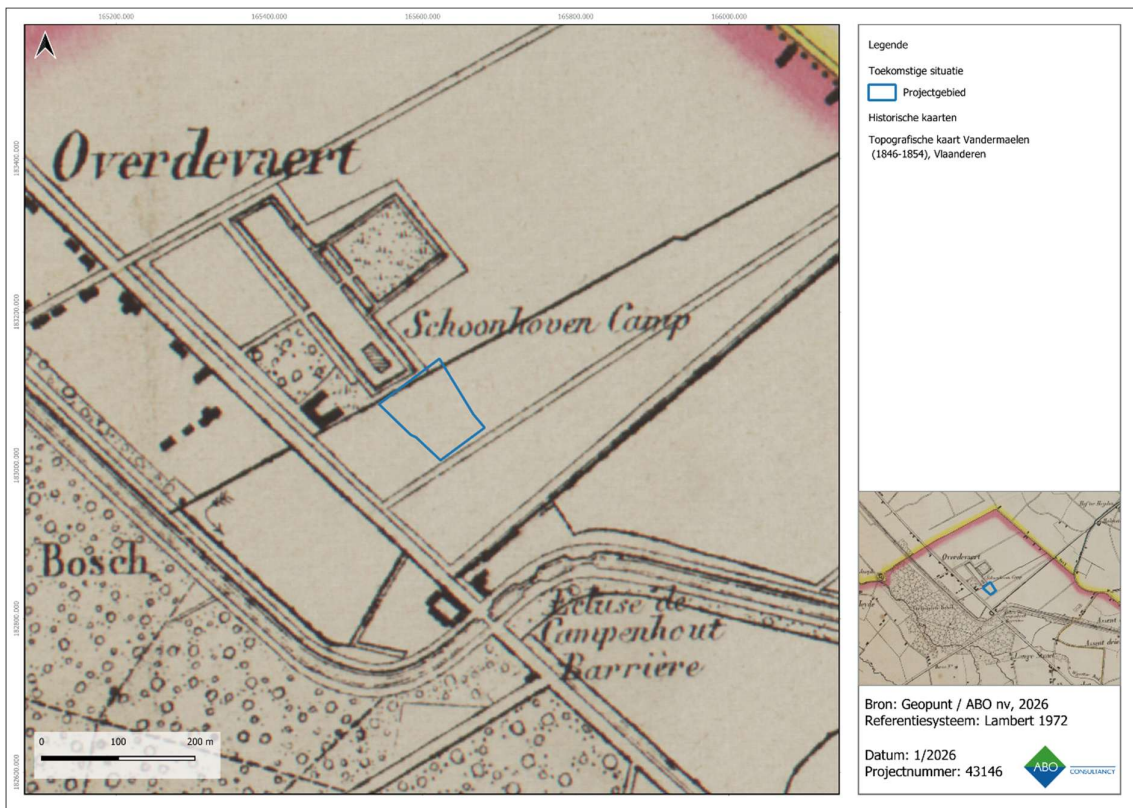 165200.000
165400.000
165600.000
165800.000
166000.000
183400.000
183200.000
183000.000
182800.000
182600.000
Overdevaert
Schoonhoven Camp
Bosch
Ecluse de
Campenhout
Barrière
0 100 200 m
Legende
Toekomstige situatie
Projectgebied
Historische kaarten
Topografische kaart Vandermaelen
(1846-1854), Vlaanderen
Overdevaert
Bron: Geopunt / ABO nv, 2026
Referentiesysteem: Lambert 1972
Datum: 1/2026
Projectnummer: 43146
ABO
CONSULTANCY